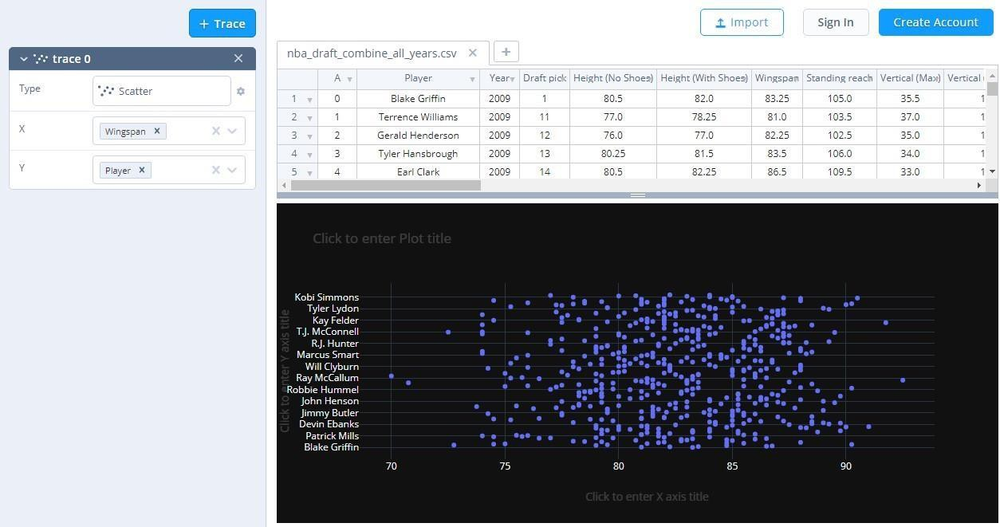 + Trace
Import
Sign In
Create Account
trace 0
Type
Scatter
X
Wingspan
Y
Player
nba_draft_combine_all_years.csv
+
A Player Year Draft pick Height (No Shoes) Height (With Shoes) Wingspan Standing reach Vertical (Max) Vertical
1 0 Blake Griffin 2009 1 80.5 82.0 83.25 105.0 35.5 1
2 1 Terrence Williams 2009 11 77.0 78.25 81.0 103.5 37.0 1
3 2 Gerald Henderson 2009 12 76.0 77.0 82.25 102.5 35.0 1
4 3 Tyler Hansbrough 2009 13 80.25 81.5 83.5 106.0 34.0 1
5 4 Earl Clark 2009 14 80.5 82.25 86.5 109.5 33.0 1
Click to enter Plot title
Click to enter Y axis title
Kobi Simmons
Tyler Lydon
Kay Felder
T.J. McConnell
R.J. Hunter
Marcus Smart
Will Clyburn
Ray McCallum
Robbie Hummel
John Henson
Jimmy Butler
Devin Ebanks
Patrick Mills
Blake Griffin
70 75 80 85 90
Click to enter X axis title